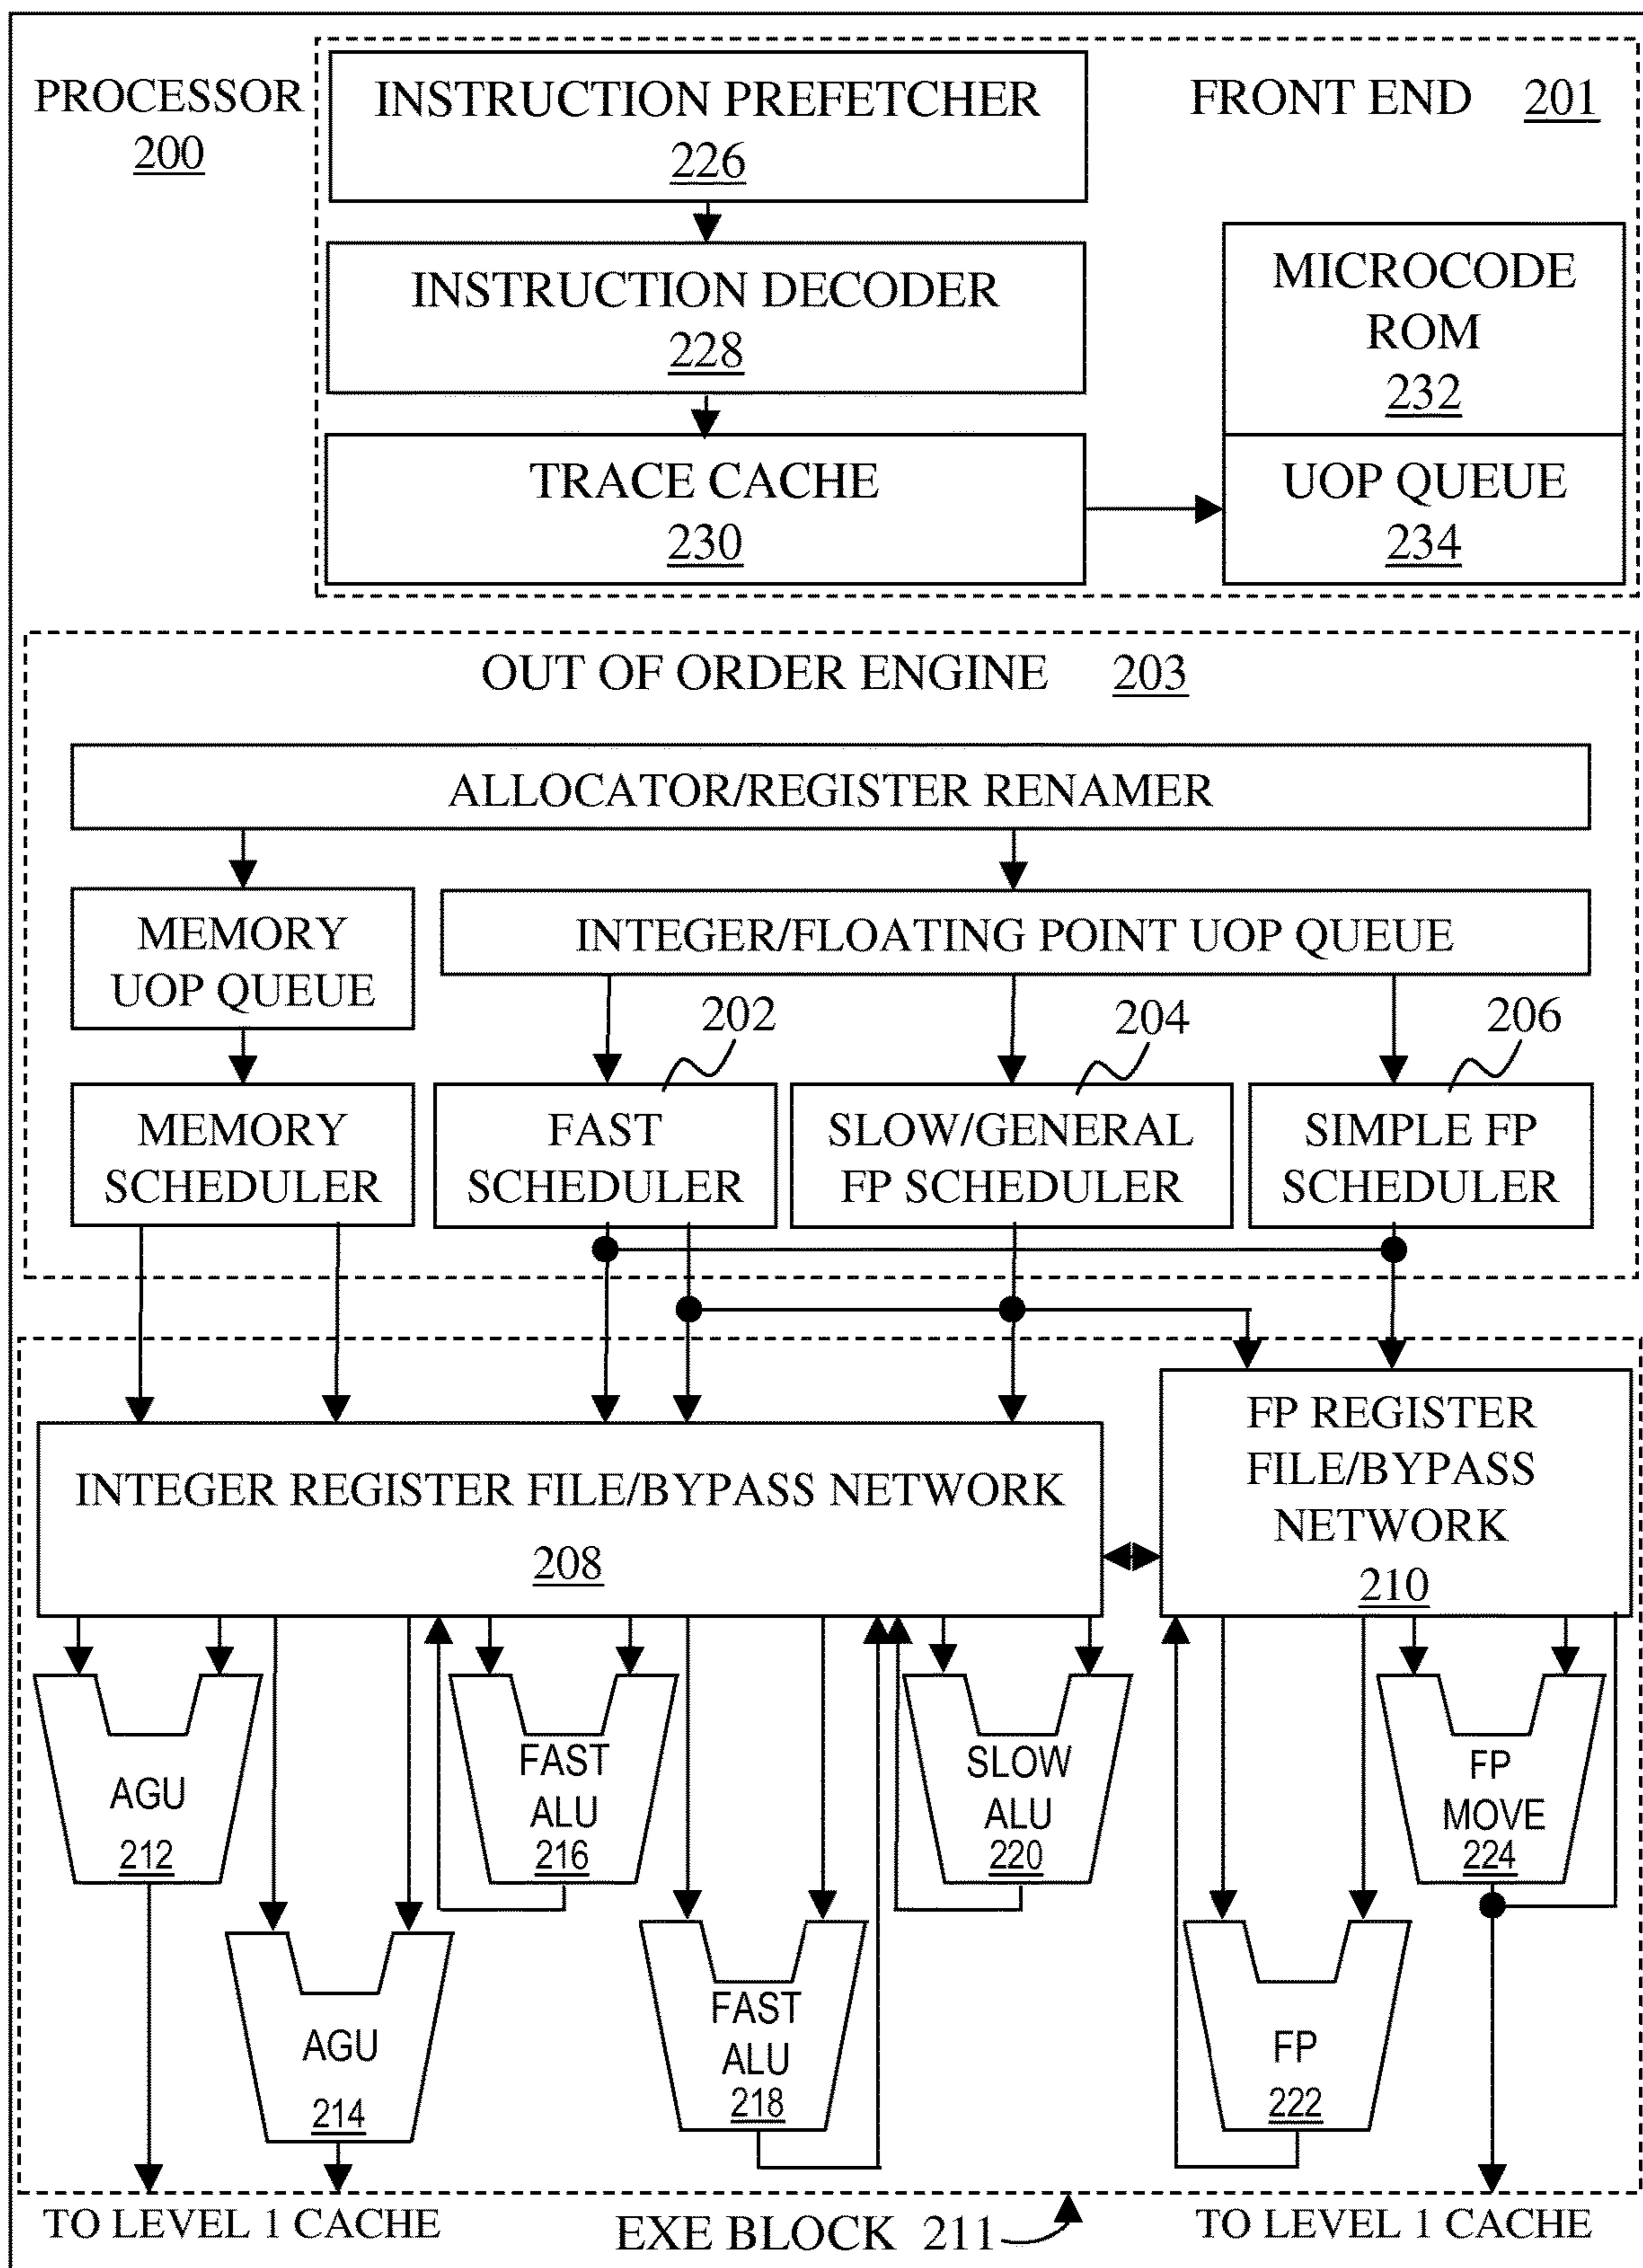 PROCESSOR
200
INSTRUCTION PREFETCHER
226
FRONT END 201
INSTRUCTION DECODER
228
MICROCODE
ROM
232
TRACE CACHE
230
UOP QUEUE
234
OUT OF ORDER ENGINE 203
ALLOCATOR/REGISTER RENAMER
MEMORY
UOP QUEUE
INTEGER/FLOATING POINT UOP QUEUE
202
204
206
MEMORY
SCHEDULER
FAST
SCHEDULER
SLOW/GENERAL
FP SCHEDULER
SIMPLE FP
SCHEDULER
INTEGER REGISTER FILE/BYPASS NETWORK
208
FP REGISTER
FILE/BYPASS
NETWORK
210
AGU
212
FAST
ALU
216
SLOW
ALU
220
FP
MOVE
224
AGU
214
FAST
ALU
218
FP
222
TO LEVEL 1 CACHE
EXE BLOCK 211
TO LEVEL 1 CACHE